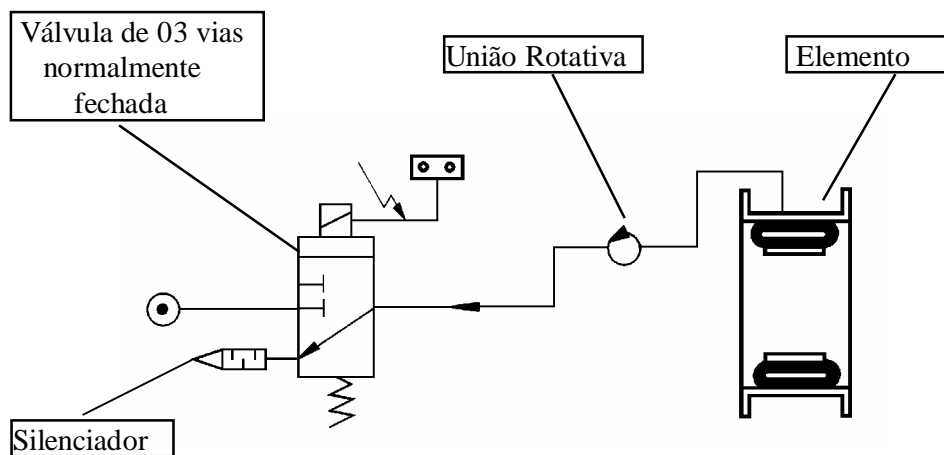 Válvula de 03 vias
normalmente
fechada
União Rotativa
Elemento
Silenciador